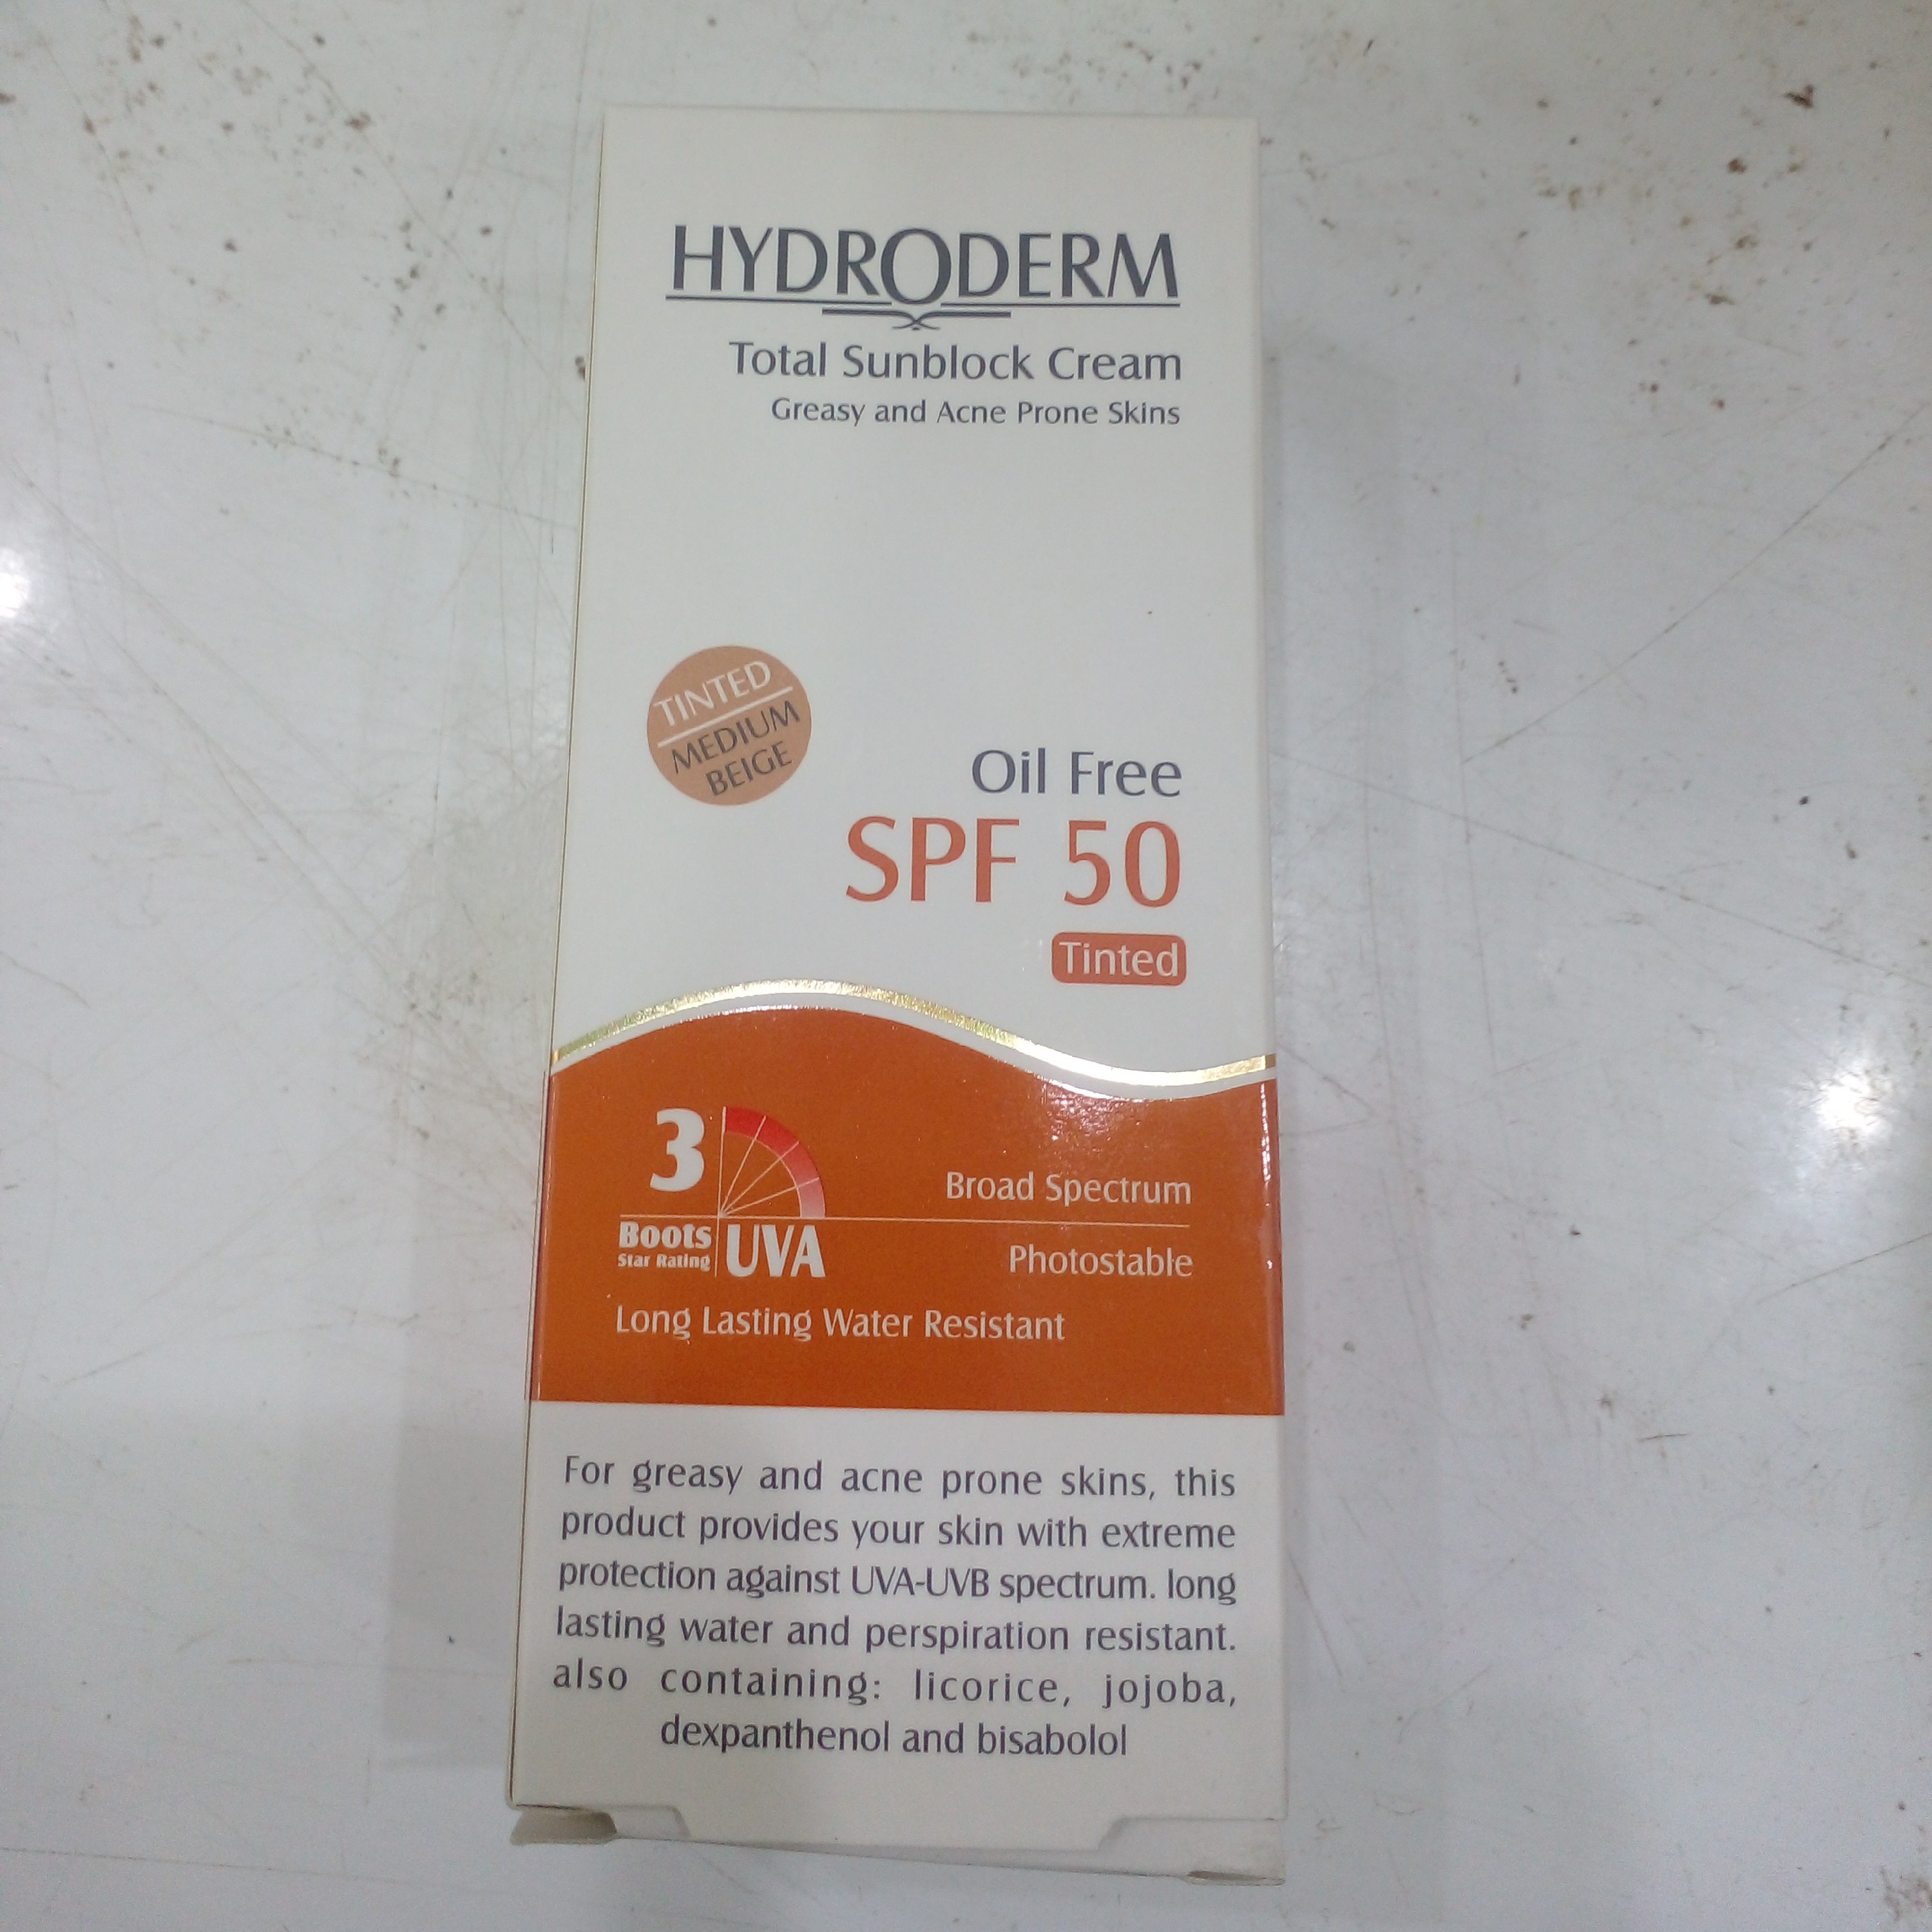 HYDRODERM
Total Sunblock Cream
Greasy and Acne Prone Skins
TINTED
MEDIUM
BEIGE
Oil Free
SPF 50
Tinted
3
Boots
Star Rating
UVA
Broad Spectrum
Photostable
Long Lasting Water Resistant
For greasy and acne prone skins, this
product provides your skin with extreme
protection against UVA-UVB spectrum. long
lasting water and perspiration resistant.
also containing: licorice, jojoba,
dexpanthenol and bisabolol